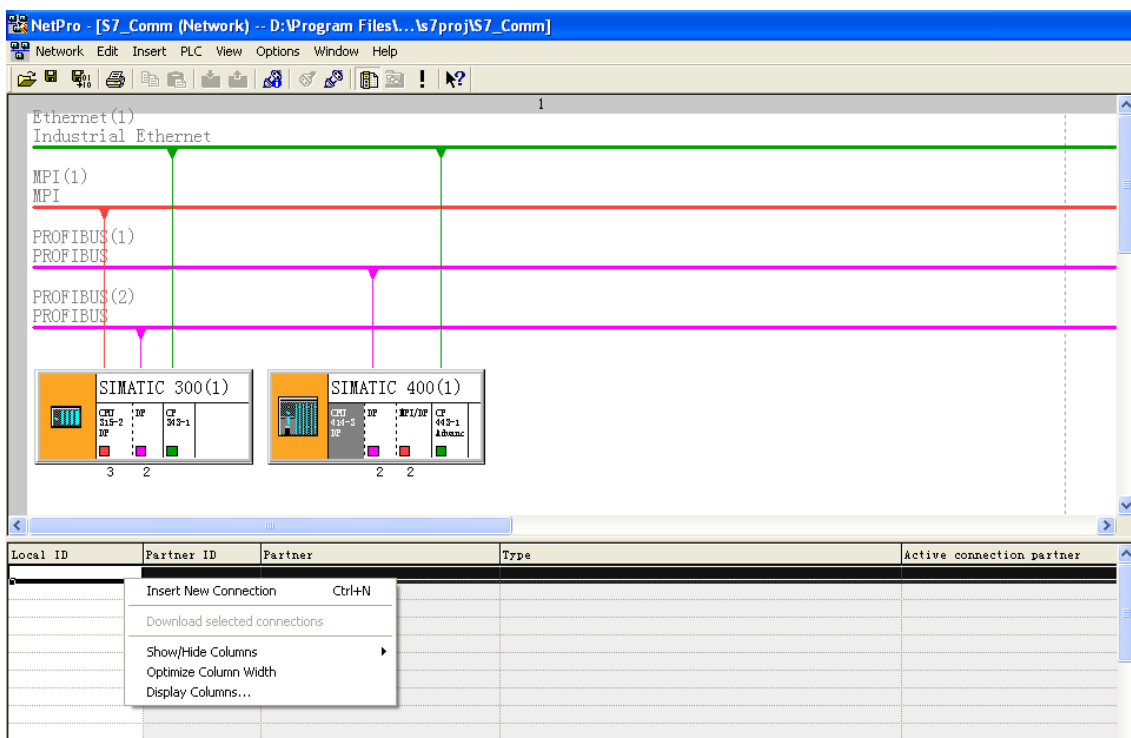 NetPro - [S7_Comm (Network) -- D:\Program Files\...\s7proj\S7_Comm]
Network Edit Insert PLC View Options Window Help
1
Ethernet(1)
Industrial Ethernet
MPI(1)
MPI
PROFIBUS(1)
PROFIBUS
PROFIBUS(2)
PROFIBUS
SIMATIC 300(1)
CPU
315-2
DP
DP
CP
343-1
3 2
SIMATIC 400(1)
CPU
414-3
DP
DP
MPI/DP
CP
443-1
Advanc
2 2
Local ID Partner ID Partner Type Active connection partner
Insert New Connection Ctrl+N
Download selected connections
Show/Hide Columns
Optimize Column Width
Display Columns...